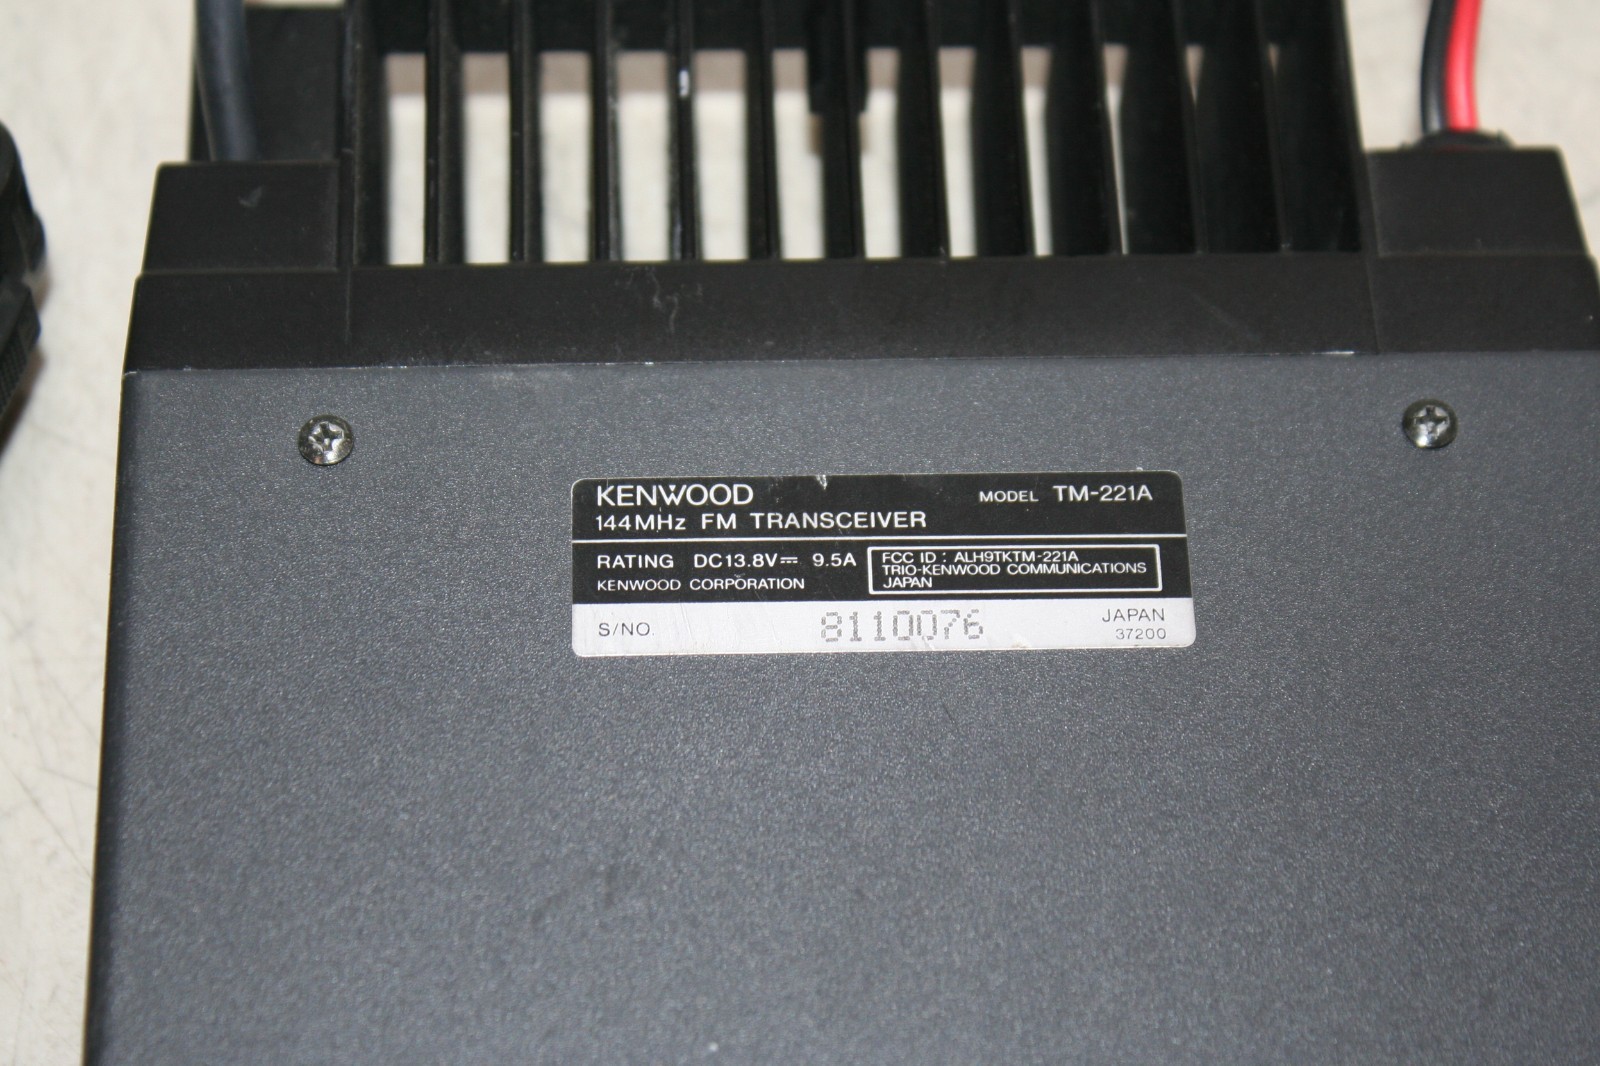 KENWOOD MODEL TM-221A
144MHz FM TRANSCEIVER
RATING DC13.8V⎓ 9.5A
KENWOOD CORPORATION
FCC ID : ALH9TKTM-221A
TRIO-KENWOOD COMMUNICATIONS
JAPAN
S/NO. 8110076
JAPAN
37200